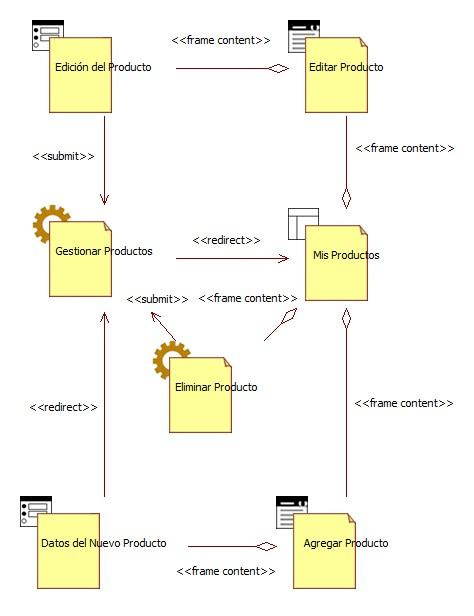 <<frame content>>
Edición del Producto
Editar Producto
<<submit>>
<<frame content>>
<<redirect>>
Gestionar Productos
Mis Productos
<<submit>>
<<frame content>>
Eliminar Producto
<<redirect>>
<<frame content>>
Datos del Nuevo Producto
Agregar Producto
<<frame content>>